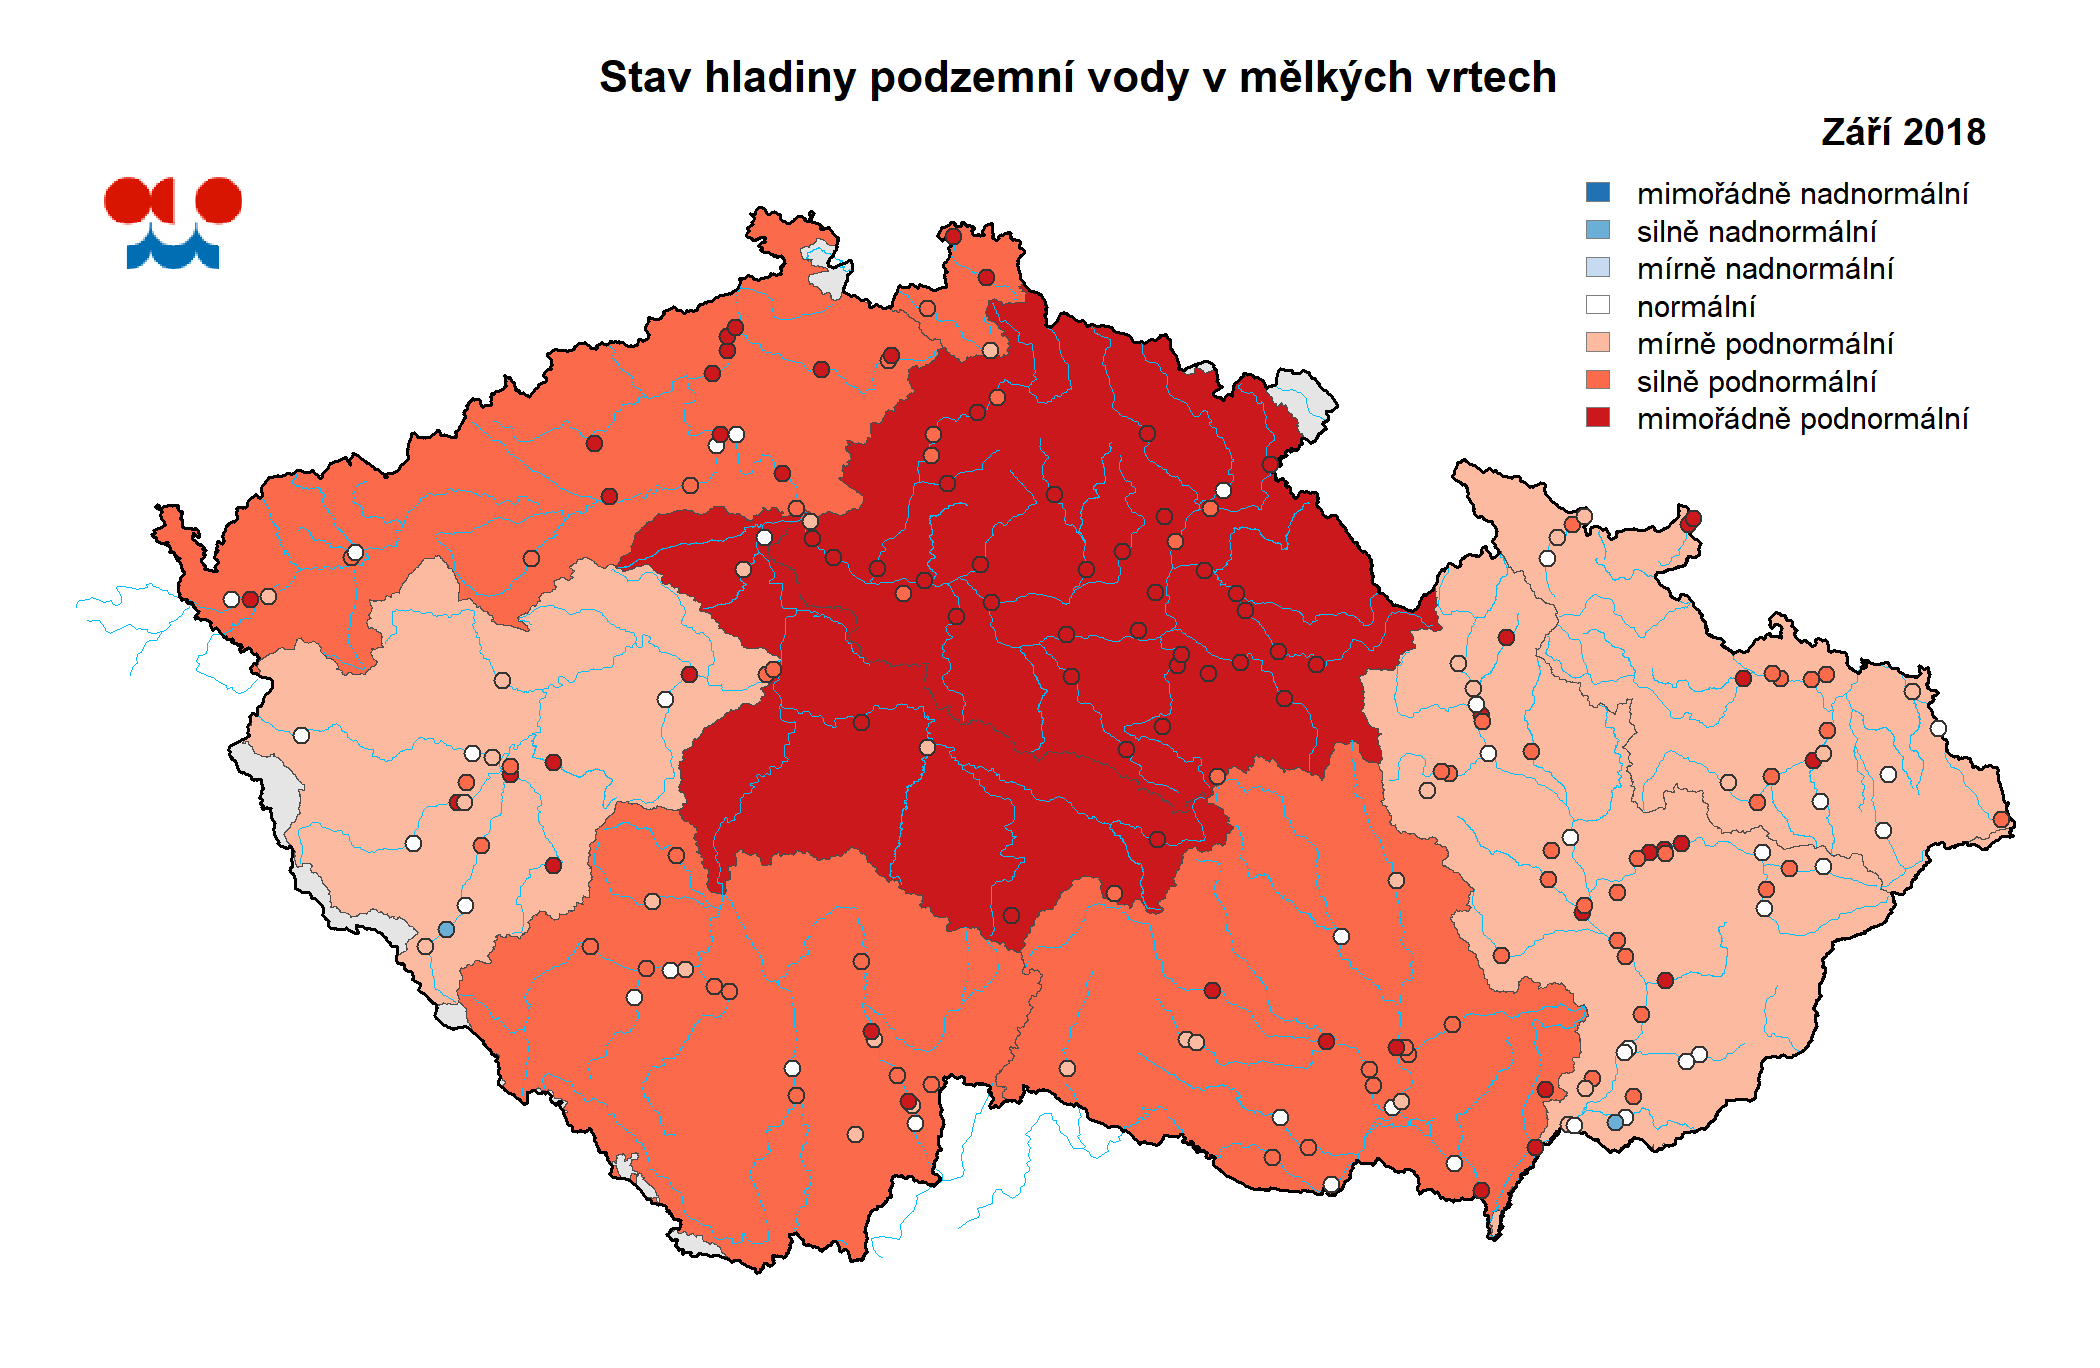 Stav hladiny podzemní vody v mělkých vrtech
Září 2018
mimořádně nadnormální
silně nadnormální
mírně nadnormální
normální
mírně podnormální
silně podnormální
mimořádně podnormální